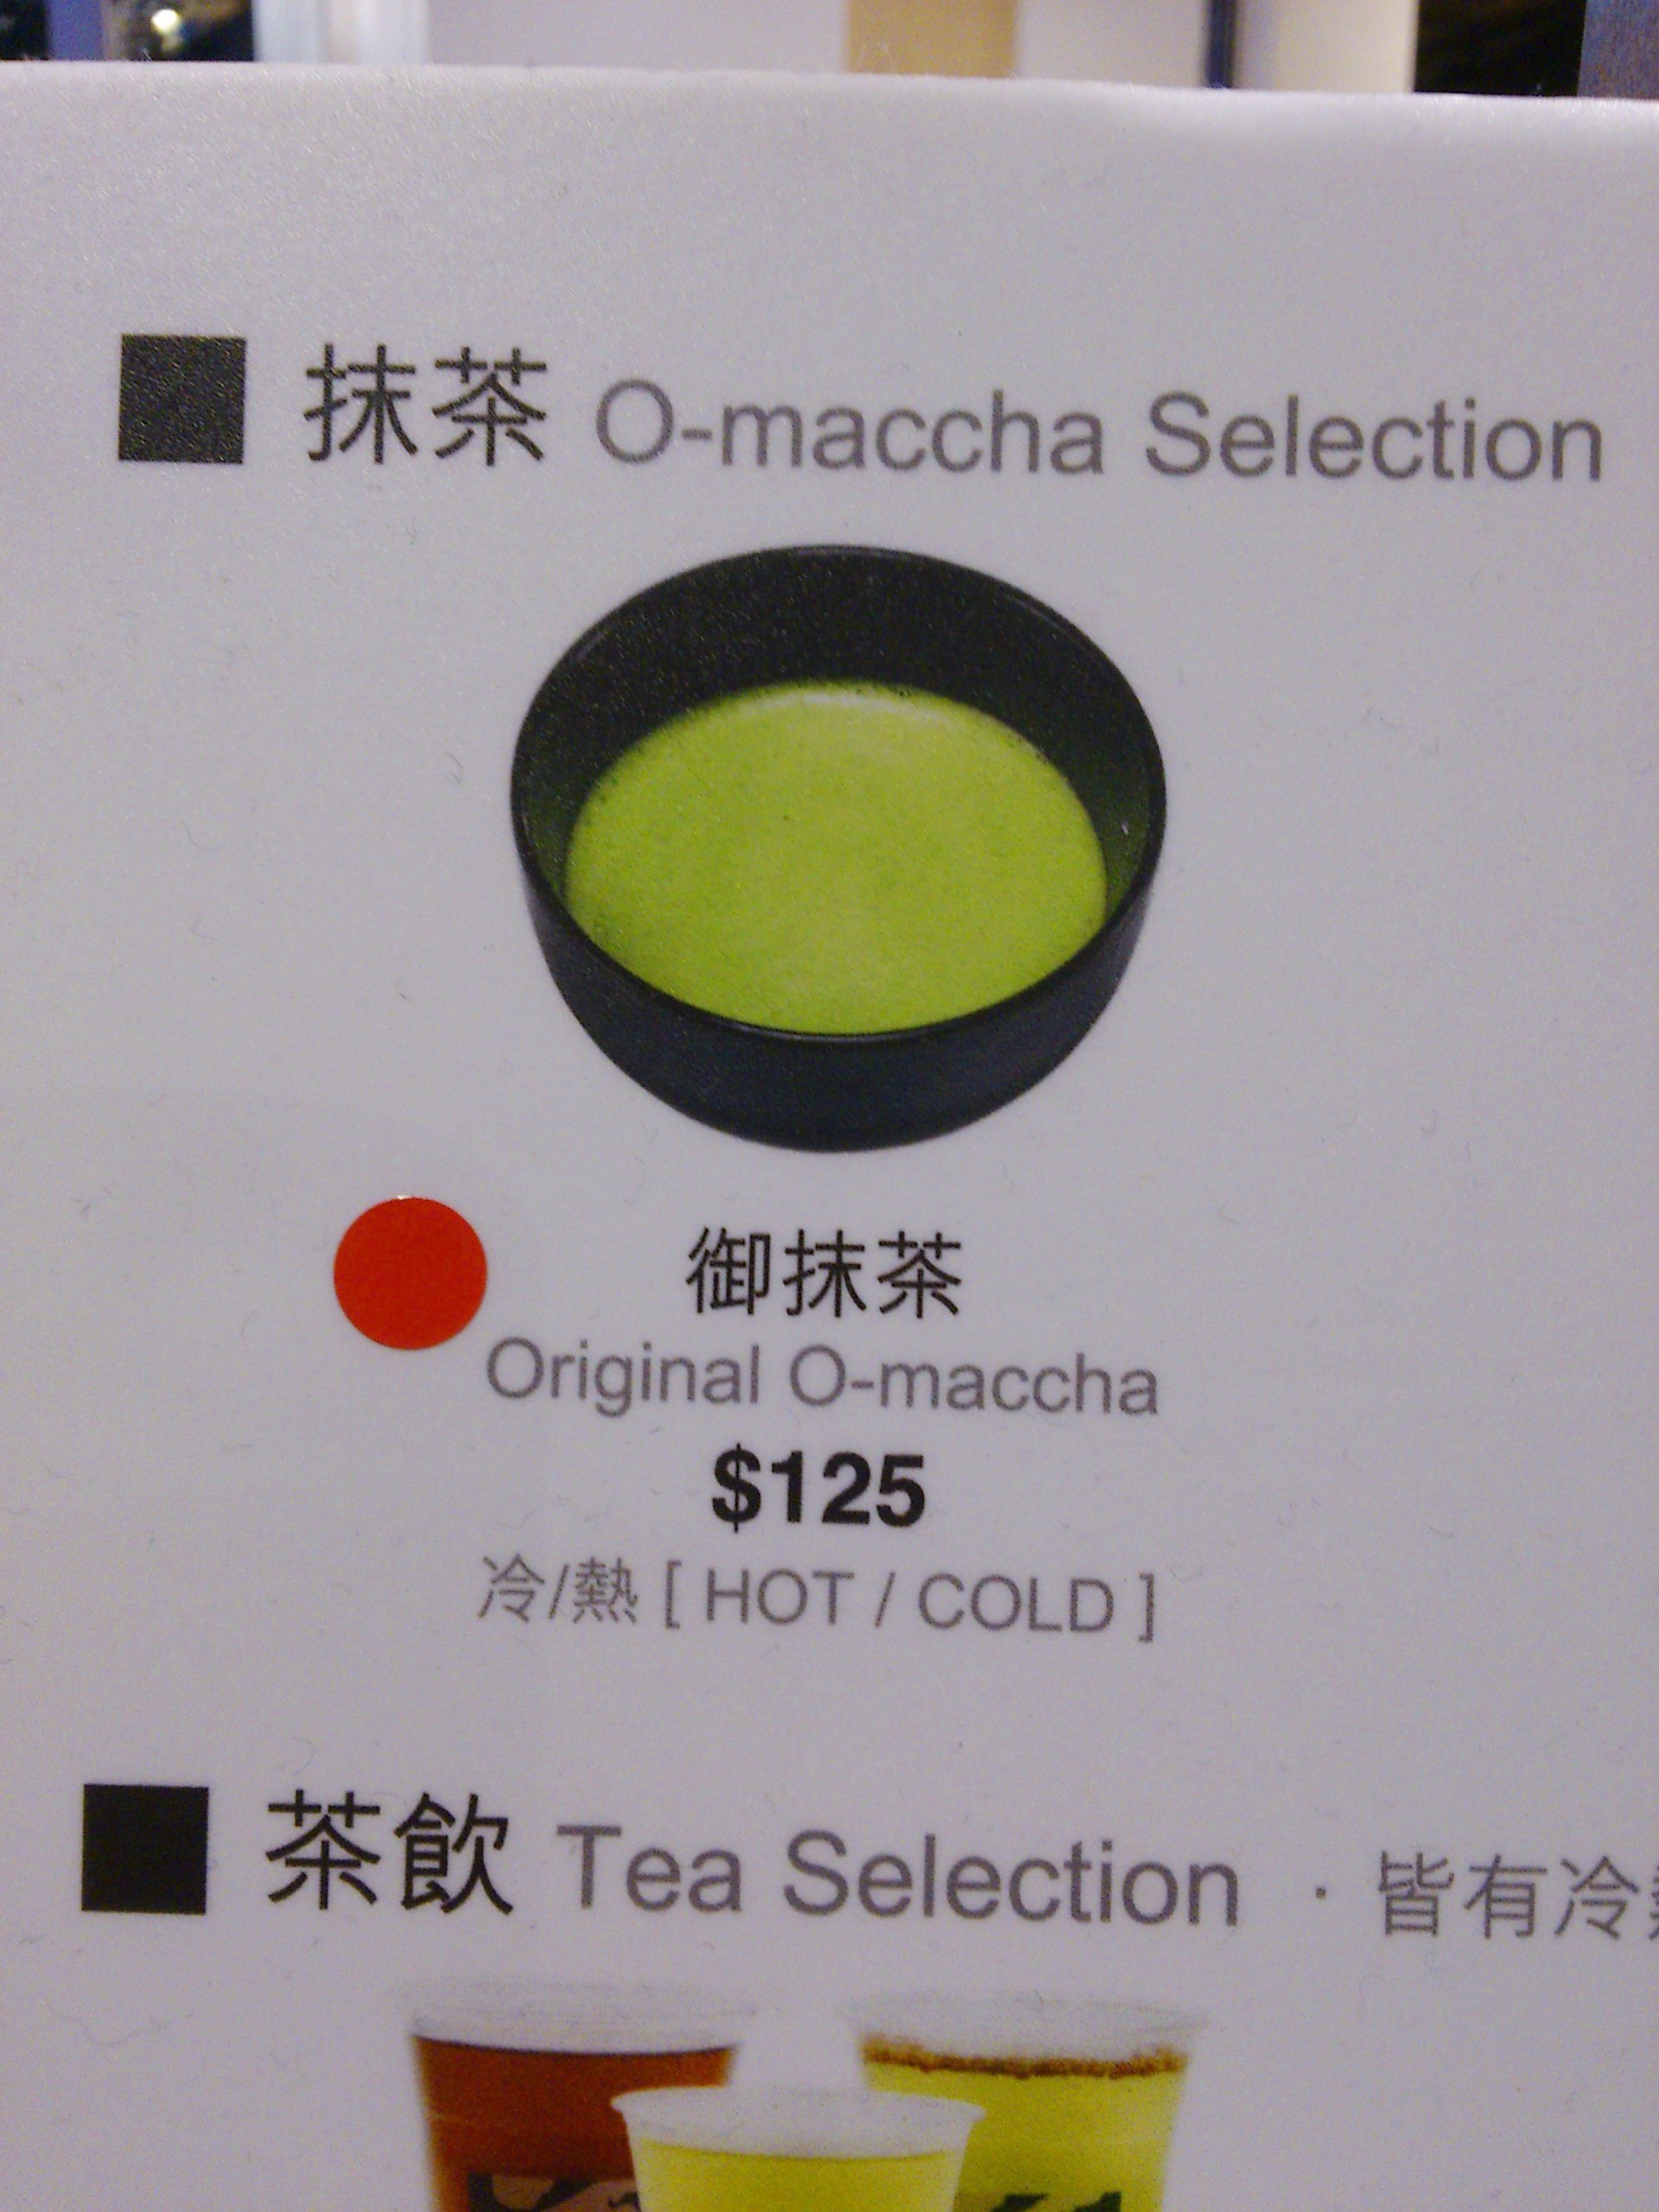 抹茶 O-maccha Selection
御抹茶
Original O-maccha
$125
冷/熱 [ HOT / COLD ]
茶飲 Tea Selection · 皆有冷